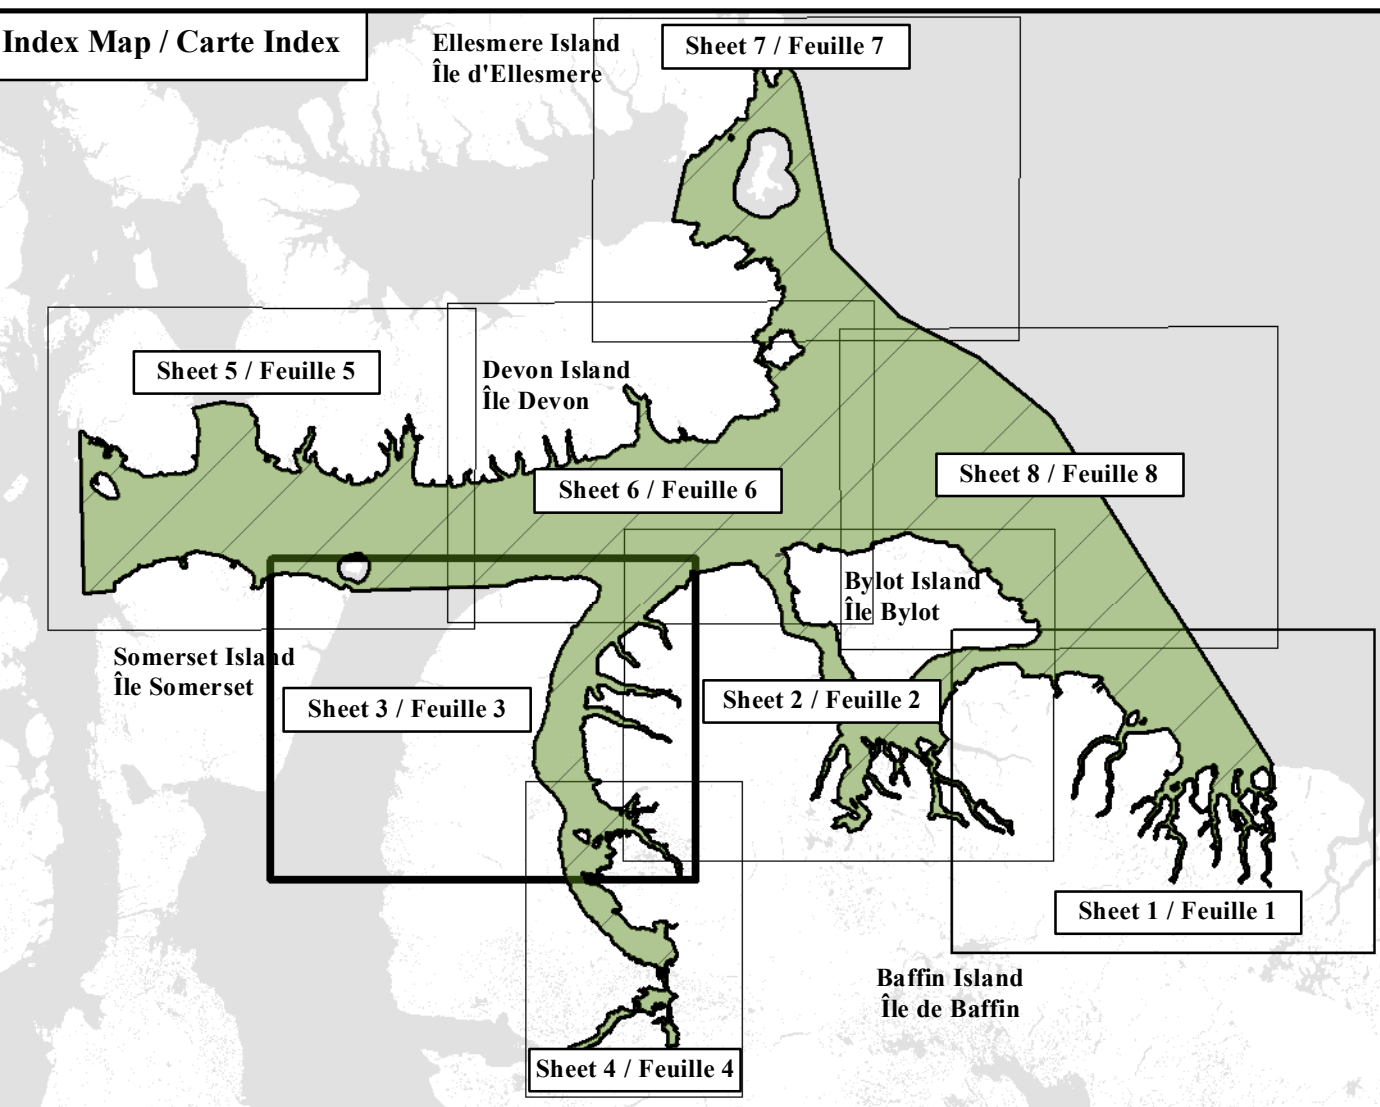 Index Map / Carte Index
Ellesmere Island
Île d'Ellesmere
Sheet 7 / Feuille 7
Sheet 5 / Feuille 5
Devon Island
Île Devon
Sheet 6 / Feuille 6
Sheet 8 / Feuille 8
Bylot Island
Île Bylot
Somerset Island
Île Somerset
Sheet 3 / Feuille 3
Sheet 2 / Feuille 2
Sheet 1 / Feuille 1
Baffin Island
Île de Baffin
Sheet 4 / Feuille 4